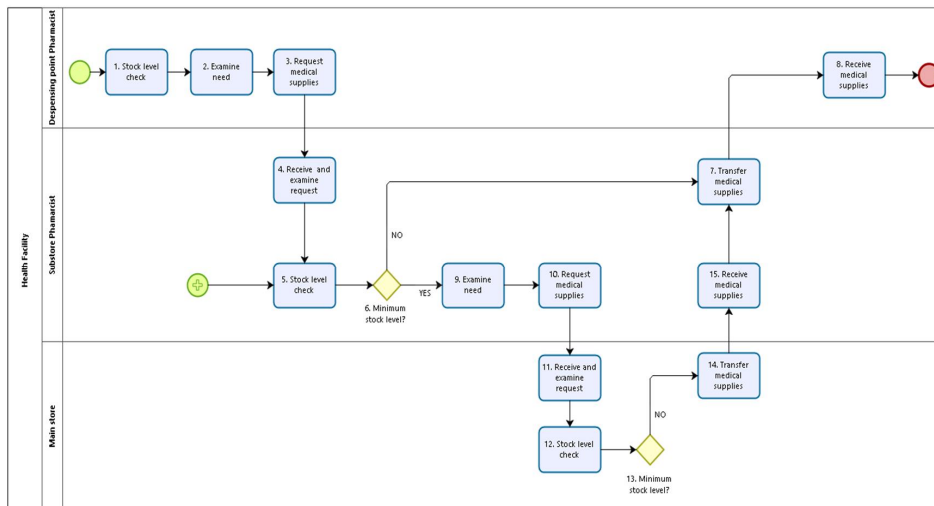 Health Facility
Despensing point Pharmacist
1. Stock level
check
2. Examine
need
3. Request
medical
supplies
8. Receive
medical
supplies
Substore Phamarcist
4. Receive and
examine
request
7. Transfer
medical
supplies
NO
5. Stock level
check
6. Minimum
stock level?
YES
9. Examine
need
10. Request
medical
supplies
15. Receive
medical
supplies
Main store
11. Receive and
examine
request
12. Stock level
check
13. Minimum
stock level?
NO
14. Transfer
medical
supplies